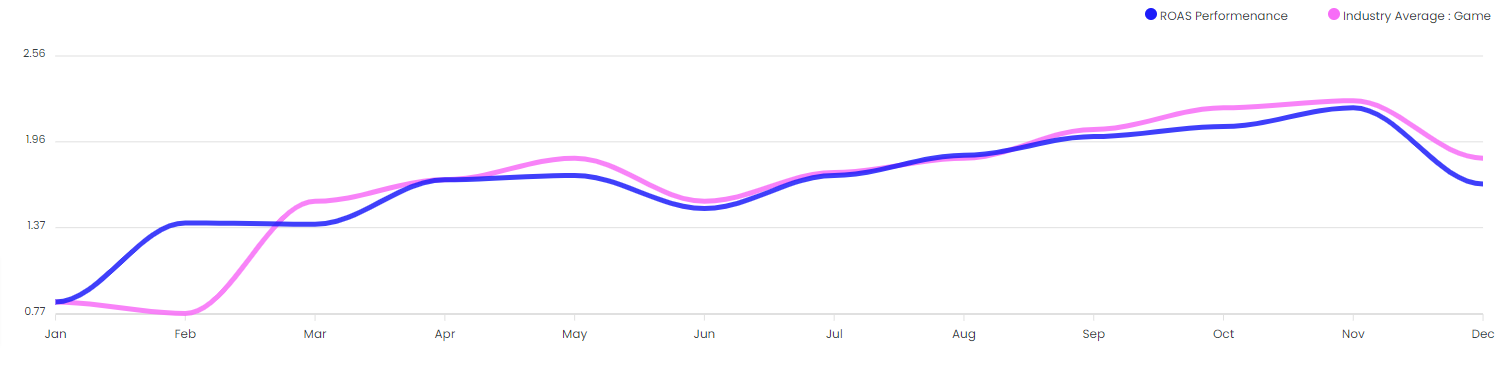 ROAS Performenance Industry Average : Game
2.56
1.96
1.37
0.77
Jan Feb Mar Apr May Jun Jul Aug Sep Oct Nov Dec